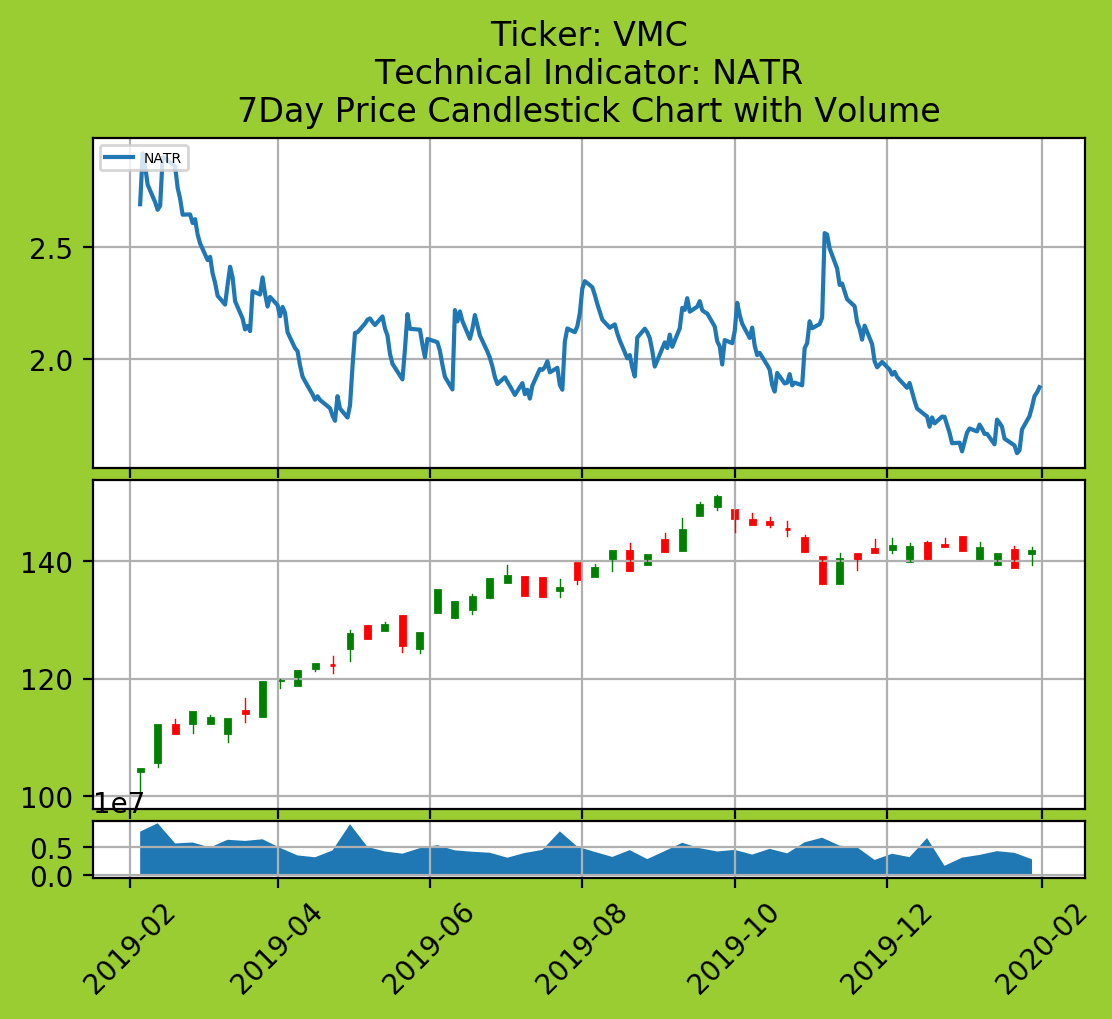 Ticker: VMC
Technical Indicator: NATR
7Day Price Candlestick Chart with Volume
NATR
2.5
2.0
140
120
100
1e7
0.5
0.0
2019-02
2019-04
2019-06
2019-08
2019-10
2019-12
2020-02